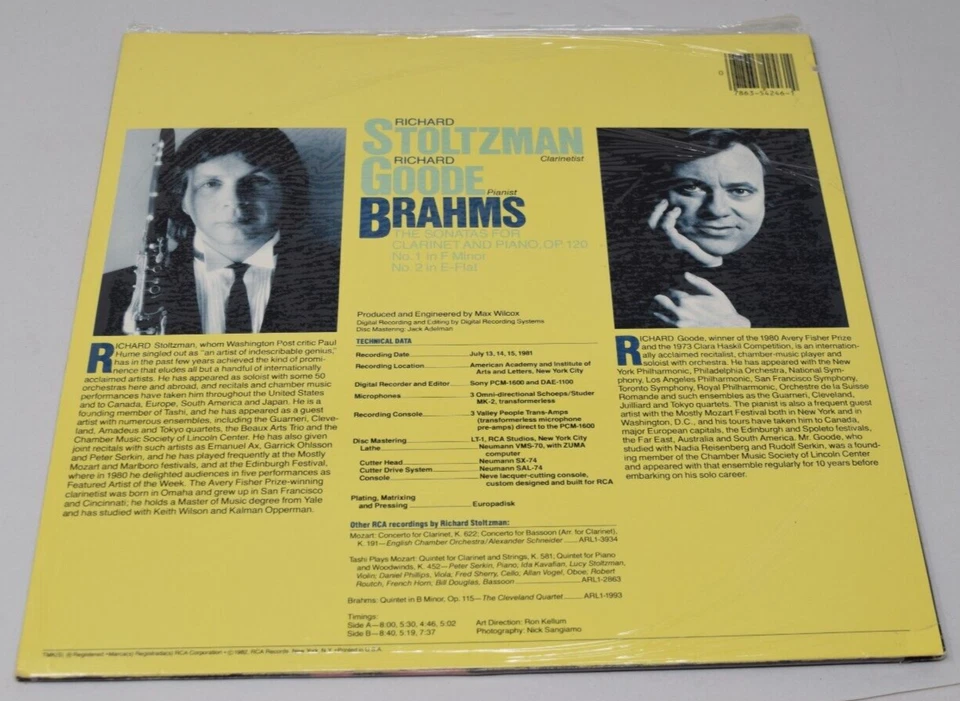 0
7863-54246-1
RICHARD
STOLTZMAN
Clarinetist
RICHARD
GOODE
Pianist
BRAHMS
THE SONATAS FOR
CLARINET AND PIANO, OP. 120
No. 1 in F Minor
No. 2 in E-Flat
Produced and Engineered by Max Wilcox
Digital Recording and Editing by Digital Recording Systems
Disc Mastering: Jack Adelman
TECHNICAL DATA
Recording Date July 13, 14, 15, 1981
Recording Location American Academy and Institute of
Arts and Letters, New York City
Digital Recorder and Editor Sony PCM-1600 and DAE-1100
Microphones 3 Omni-directional Schoeps/Studer
MK-2, transformerless
Recording Console 3 Valley People Trans-Amps
(transformerless microphone
pre-amps) direct to the PCM-1600
Disc Mastering LT-1, RCA Studios, New York City
Lathe Neumann VMS-70, with ZUMA
computer
Cutter Head Neumann SX-74
Cutter Drive System Neumann SAL-74
Console Neve lacquer-cutting console,
custom designed and built for RCA
Plating, Matrixing
and Pressing Europadisk
Other RCA recordings by Richard Stoltzman:
Mozart: Concerto for Clarinet, K. 622; Concerto for Bassoon (Arr. for Clarinet),
K. 191—English Chamber Orchestra/Alexander Schneider ARL1-3934
Tashi Plays Mozart: Quintet for Clarinet and Strings, K. 581, Quintet for Piano
and Woodwinds, K. 452—Peter Serkin, Piano; Ida Kavafian, Lucy Stoltzman,
Violin; Daniel Phillips, Viola; Fred Sherry, Cello; Allan Vogel, Oboe; Robert
Routch, French Horn; Bill Douglas, Bassoon ARL1-2863
Brahms: Quintet in B Minor, Op. 115—The Cleveland Quartet ARL1-1993
Timings:
Side A—8:00, 5:30, 4:46, 5:02
Side B—8:40, 5:19, 7:37
Art Direction: Ron Kellum
Photography: Nick Sangiamo
RICHARD Stoltzman, whom Washington Post critic Paul
Hume singled out as "an artist of indescribable genius,"
has in the past few years achieved the kind of promi-
nence that eludes all but a handful of internationally
acclaimed artists. He has appeared as soloist with some 50
orchestras here and abroad, and recitals and chamber music
performances have taken him throughout the United States
and to Canada, Europe, South America and Japan. He is a
founding member of Tashi, and he has appeared as a guest
artist with numerous ensembles, including the Guarneri, Cleve-
land, Amadeus and Tokyo quartets, the Beaux Arts Trio and the
Chamber Music Society of Lincoln Center. He has also given
joint recitals with such artists as Emanuel Ax, Garrick Ohlsson
and Peter Serkin, and he has played frequently at the Mostly
Mozart and Marlboro festivals, and at the Edinburgh Festival,
where in 1980 he delighted audiences in five performances as
Featured Artist of the Week. The Avery Fisher Prize-winning
clarinetist was born in Omaha and grew up in San Francisco
and Cincinnati; he holds a Master of Music degree from Yale
and has studied with Keith Wilson and Kalman Opperman.
RICHARD Goode, winner of the 1980 Avery Fisher Prize
and the 1973 Clara Haskil Competition, is an internation-
ally acclaimed recitalist, chamber-music player and
soloist with orchestra. He has appeared with the New
York Philharmonic, Philadelphia Orchestra, National Sym-
phony, Los Angeles Philharmonic, San Francisco Symphony,
Toronto Symphony, Royal Philharmonic, Orchestre de la Suisse
Romande and such ensembles as the Guarneri, Cleveland,
Juilliard and Tokyo quartets. The pianist is also a frequent guest
artist with the Mostly Mozart Festival both in New York and in
Washington, D.C., and his tours have taken him to Canada,
major European capitals, the Edinburgh and Spoleto festivals,
the Far East, Australia and South America. Mr. Goode, who
studied with Nadia Reisenberg and Rudolf Serkin, was a found-
ing member of the Chamber Music Society of Lincoln Center
and appeared with that ensemble regularly for 10 years before
embarking on his solo career.
TMK(S) ® Registered • Marca(s) Registrada(s) RCA Corporation • © 1982, RCA Records, New York, N.Y. • Printed in U.S.A.